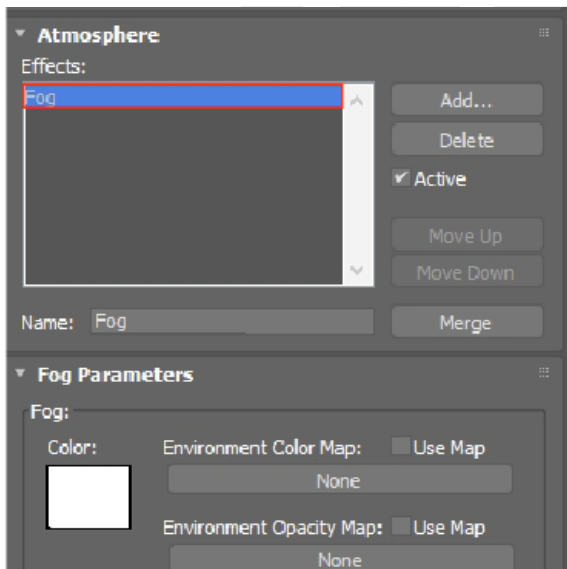 Atmosphere
Effects:
Fog
Add...
Delete
Active
Move Up
Move Down
Name: Fog
Merge
Fog Parameters
Fog:
Color: Environment Color Map: Use Map
None
Environment Opacity Map: Use Map
None